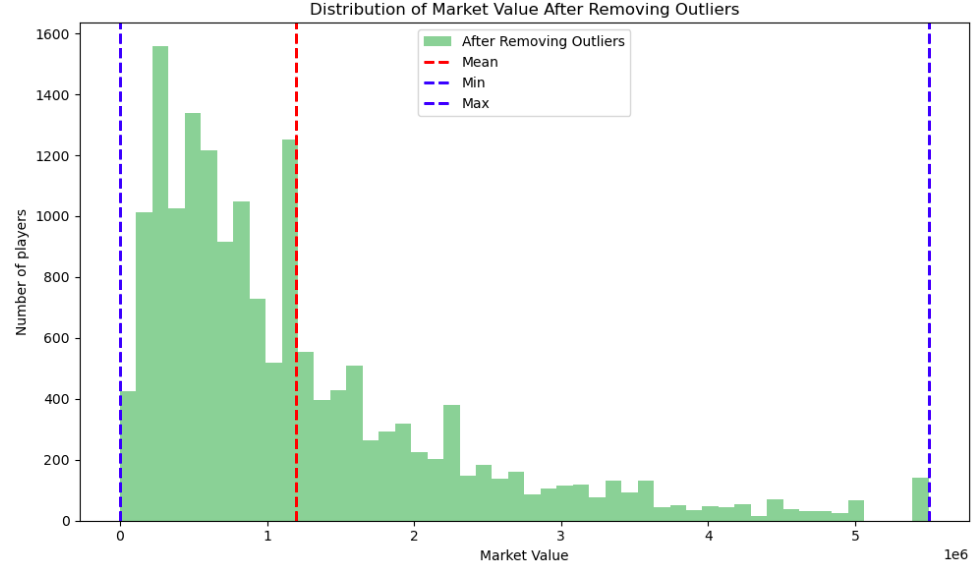 Distribution of Market Value After Removing Outliers
After Removing Outliers
Mean
Min
Max
Number of players
1600
1400
1200
1000
800
600
400
200
0
0 1 2 3 4 5
1e6
Market Value